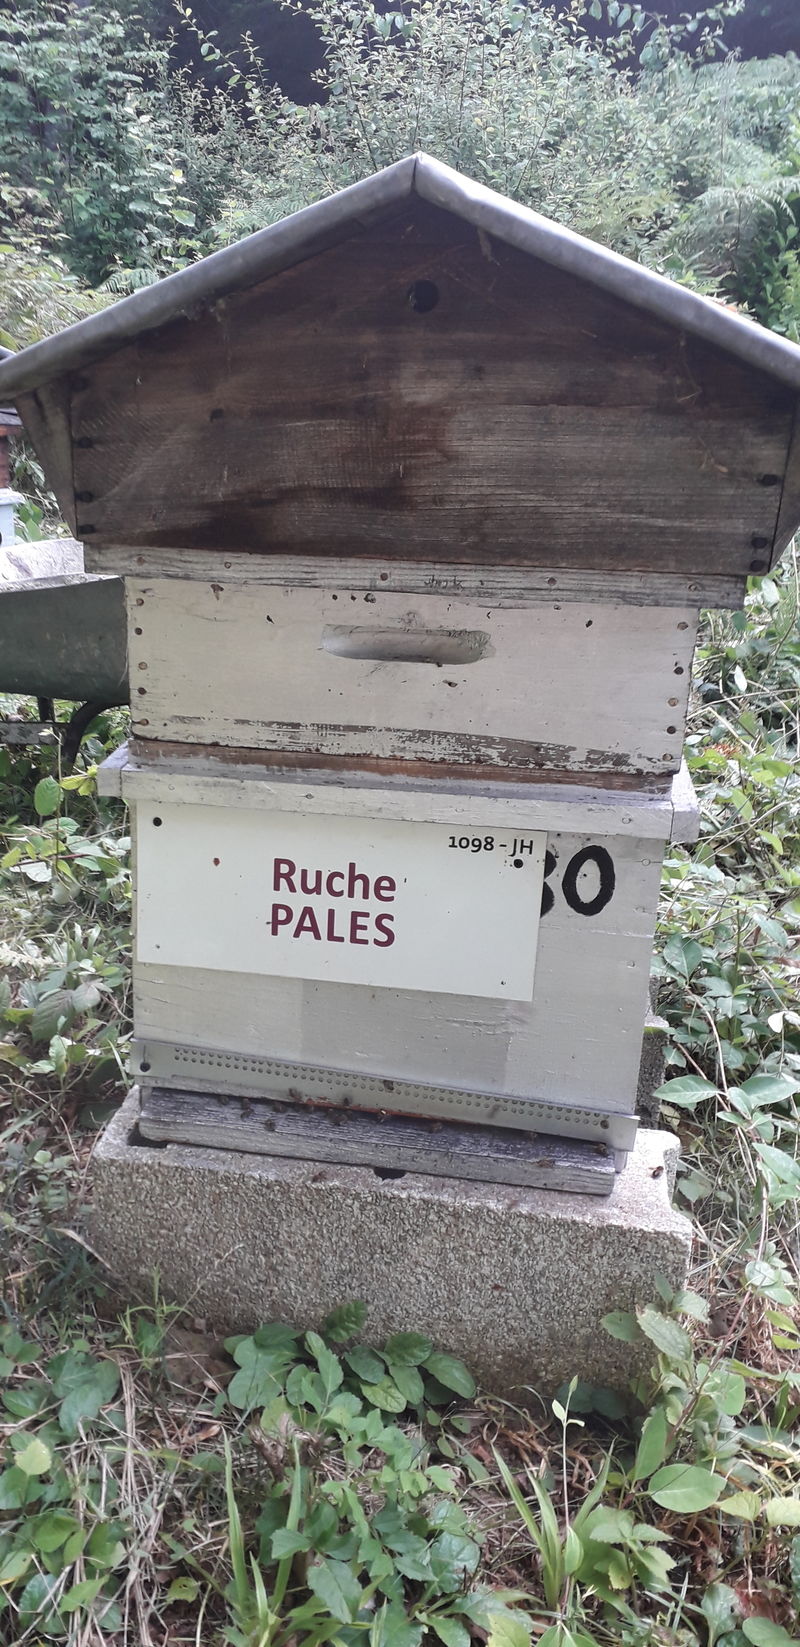 1098 - JH
Ruche
PALES